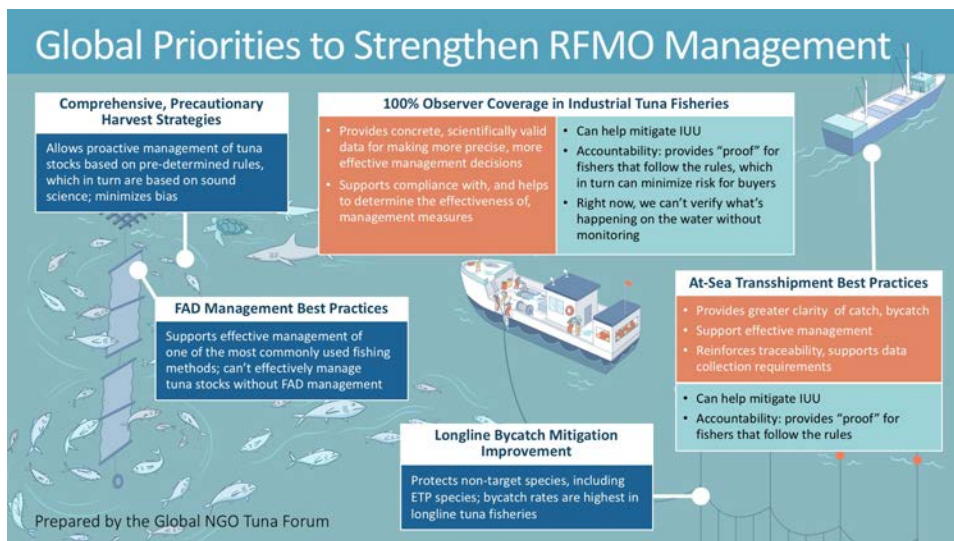 Global Priorities to Strengthen RFMO Management
Comprehensive, Precautionary
Harvest Strategies
Allows proactive management of tuna
stocks based on pre-determined rules,
which in turn are based on sound
science; minimizes bias
100% Observer Coverage in Industrial Tuna Fisheries
• Provides concrete, scientifically valid
data for making more precise, more
effective management decisions
• Supports compliance with, and helps
to determine the effectiveness of,
management measures
• Can help mitigate IUU
• Accountability: provides “proof” for
fishers that follow the rules, which
in turn can minimize risk for buyers
• Right now, we can’t verify what’s
happening on the water without
monitoring
FAD Management Best Practices
Supports effective management of
one of the most commonly used fishing
methods; can’t effectively manage
tuna stocks without FAD management
At-Sea Transshipment Best Practices
• Provides greater clarity of catch, bycatch
• Support effective management
• Reinforces traceability, supports data
collection requirements
• Can help mitigate IUU
• Accountability: provides “proof” for
fishers that follow the rules
Longline Bycatch Mitigation
Improvement
Protects non-target species, including
ETP species; bycatch rates are highest in
longline tuna fisheries
Prepared by the Global NGO Tuna Forum